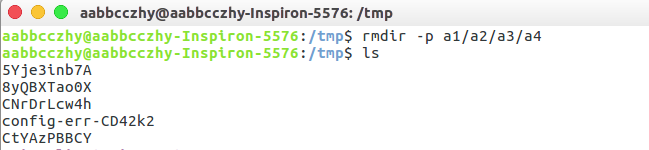 aabbcczhy@aabbcczhy-Inspiron-5576: /tmp
aabbcczhy@aabbcczhy-Inspiron-5576:/tmp$ rmdir -p a1/a2/a3/a4
aabbcczhy@aabbcczhy-Inspiron-5576:/tmp$ ls
5Yje3inb7A
8yQBXTao0X
CNrDrLcw4h
config-err-CD42k2
CtYAzPBBCY